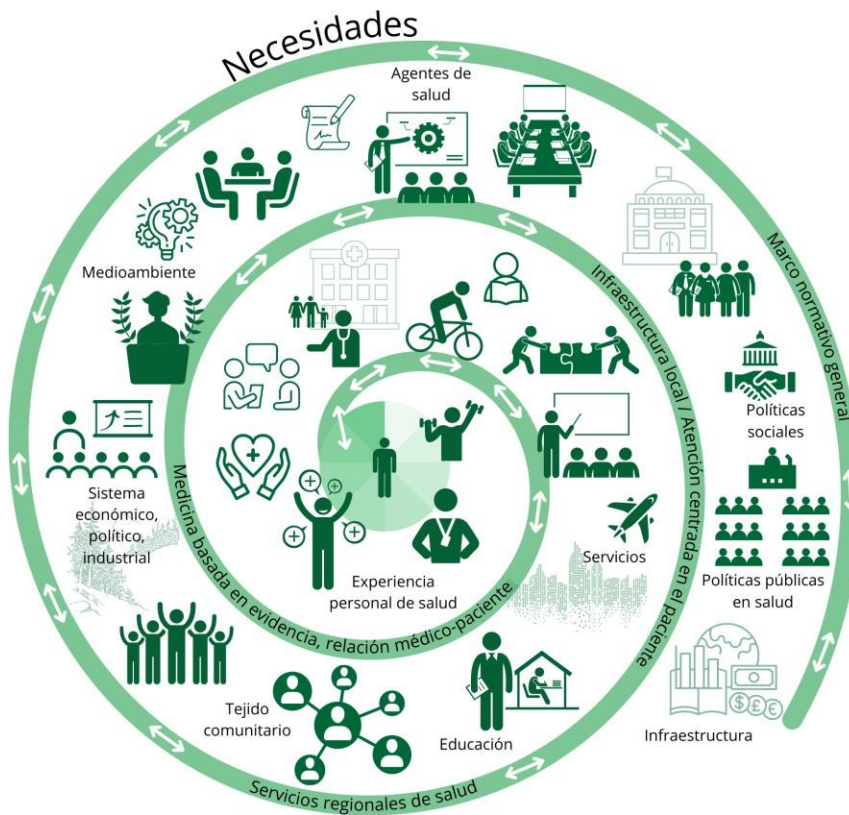 Necesidades
Agentes de
salud
Marco normativo general
Medioambiente
Infraestructura local / Atención centrada en el paciente
Políticas
sociales
Sistema
económico,
político,
industrial
Medicina basada en evidencia, relación médico-paciente
Servicios
Experiencia
personal de salud
Políticas públicas
en salud
Tejido
comunitario
Educación
Infraestructura
$ £ €
Servicios regionales de salud